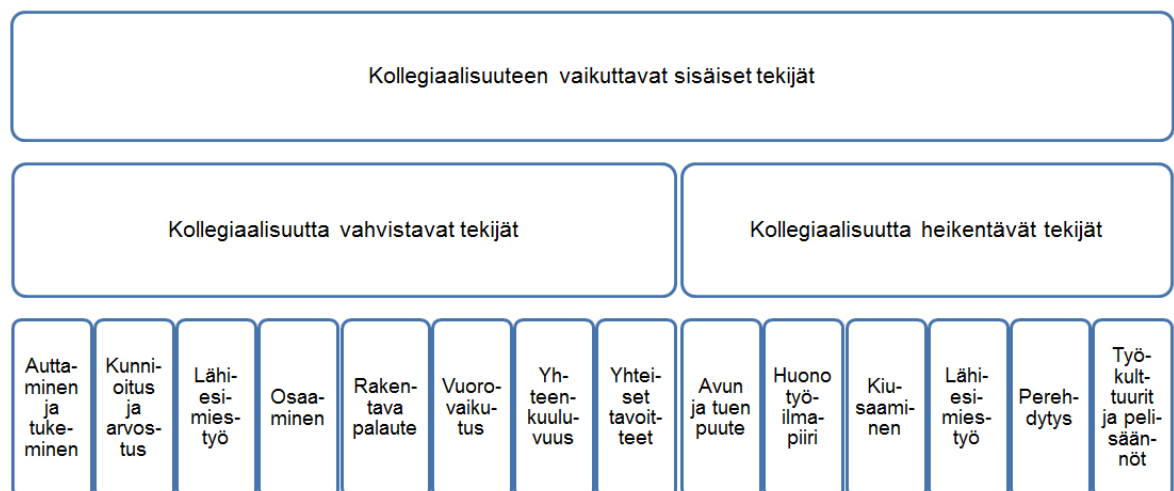 Kollegiaalisuuteen vaikuttavat sisäiset tekijät
Kollegiaalisuutta vahvistavat tekijät
Kollegiaalisuutta heikentävät tekijät
Autta-
minen
ja
tuke-
minen
Kunni-
oitus
ja
arvos-
tus
Lähi-
esi-
mies-
työ
Osaa-
minen
Raken-
tava
palaute
Vuoro-
vaiku-
tus
Yh-
teen-
kuulu-
vuus
Yhtei-
set
tavoit-
teet
Avun
ja tuen
puute
Huono
työ-
ilma-
piiri
Kiu-
saami-
nen
Lähi-
esi-
mies-
työ
Pereh-
dytys
Työ-
kult-
tuurit
ja peli-
sään-
nöt